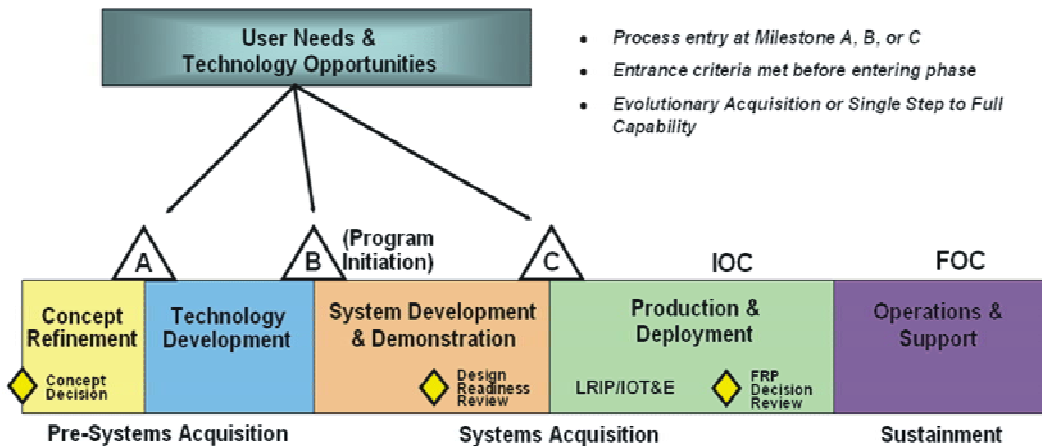 User Needs &
Technology Opportunities
• Process entry at Milestone A, B, or C
• Entrance criteria met before entering phase
• Evolutionary Acquisition or Single Step to Full
Capability
A
B
(Program
Initiation)
C
IOC
FOC
Concept
Refinement
Technology
Development
System Development
& Demonstration
Production &
Deployment
Operations &
Support
Concept
Decision
Design
Readiness
Review
LRIP/IOT&E
FRP
Decision
Review
Pre-Systems Acquisition
Systems Acquisition
Sustainment